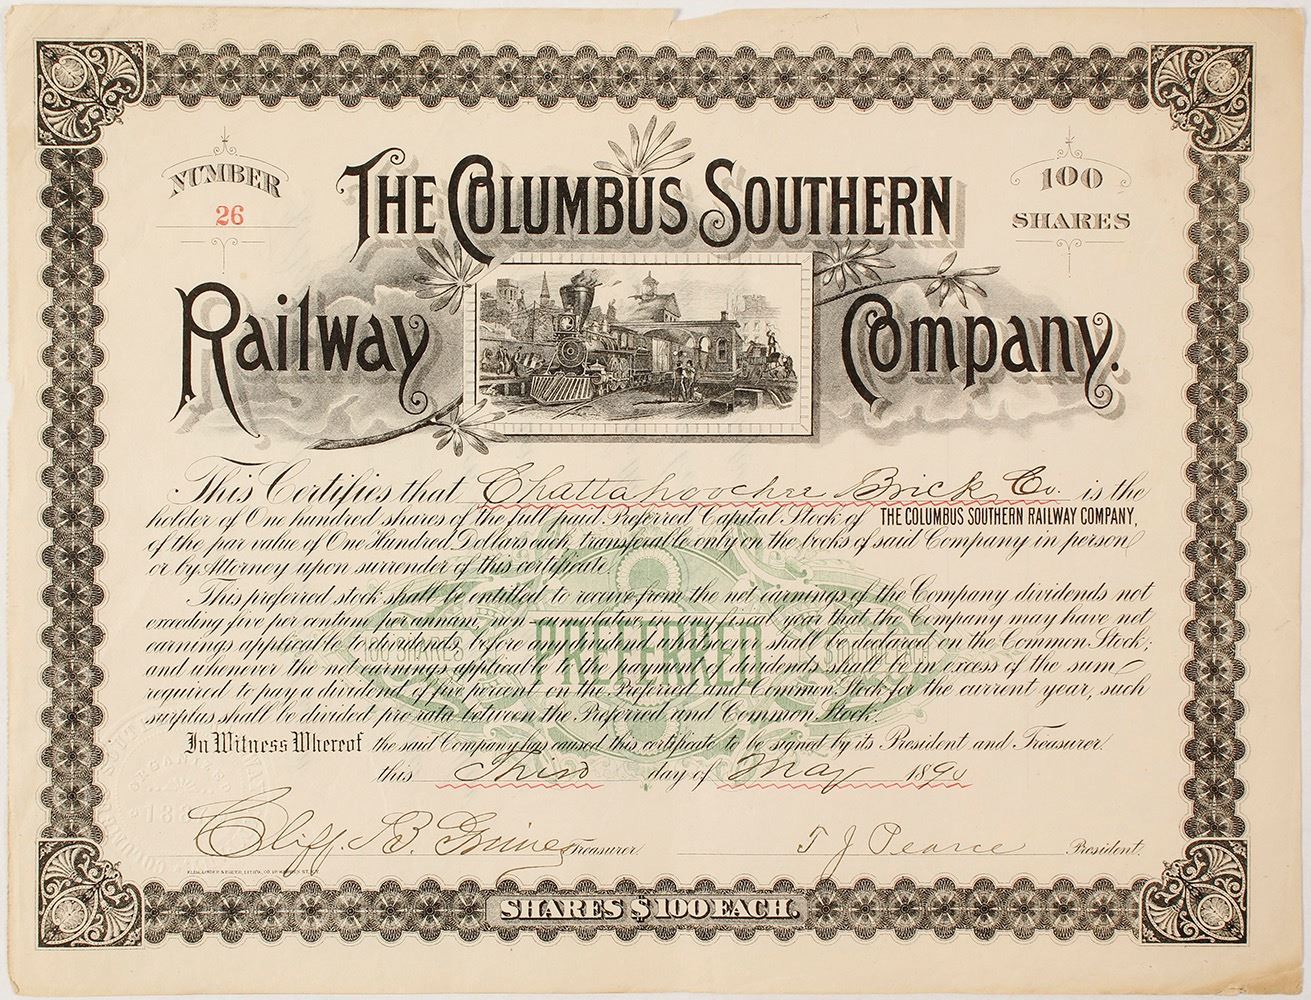 NUMBER
26
THE COLUMBUS SOUTHERN
100
SHARES
Railway Company.
This Certifies that Chattahoochee Brick Co. is the
holder of One hundred shares of the full paid Preferred Capital Stock of THE COLUMBUS SOUTHERN RAILWAY COMPANY,
of the par value of One Hundred Dollars each, transferable only on the books of said Company in person
or by Attorney upon surrender of this certificate.
This preferred stock shall be entitled to receive from the net earnings of the Company dividends not
exceeding five per centum per annum, non-cumulative, in any fiscal year that the Company may have net
earnings applicable to dividends before any dividend whatsoever shall be declared on the Common Stock;
and whenever the net earnings applicable to the payment of dividends shall be in excess of the sum
required to pay a dividend of five percent on the Preferred and Common Stock for the current year, such
surplus shall be divided pro rata between the Preferred and Common Stock.
100 SHARES PREFERRED
In Witness Whereof the said Company has caused this certificate to be signed by its President and Treasurer.
this Third day of May 1890
Cliff. B. Grimes Treasurer
T J Pearce President.
SHARES $100 EACH.